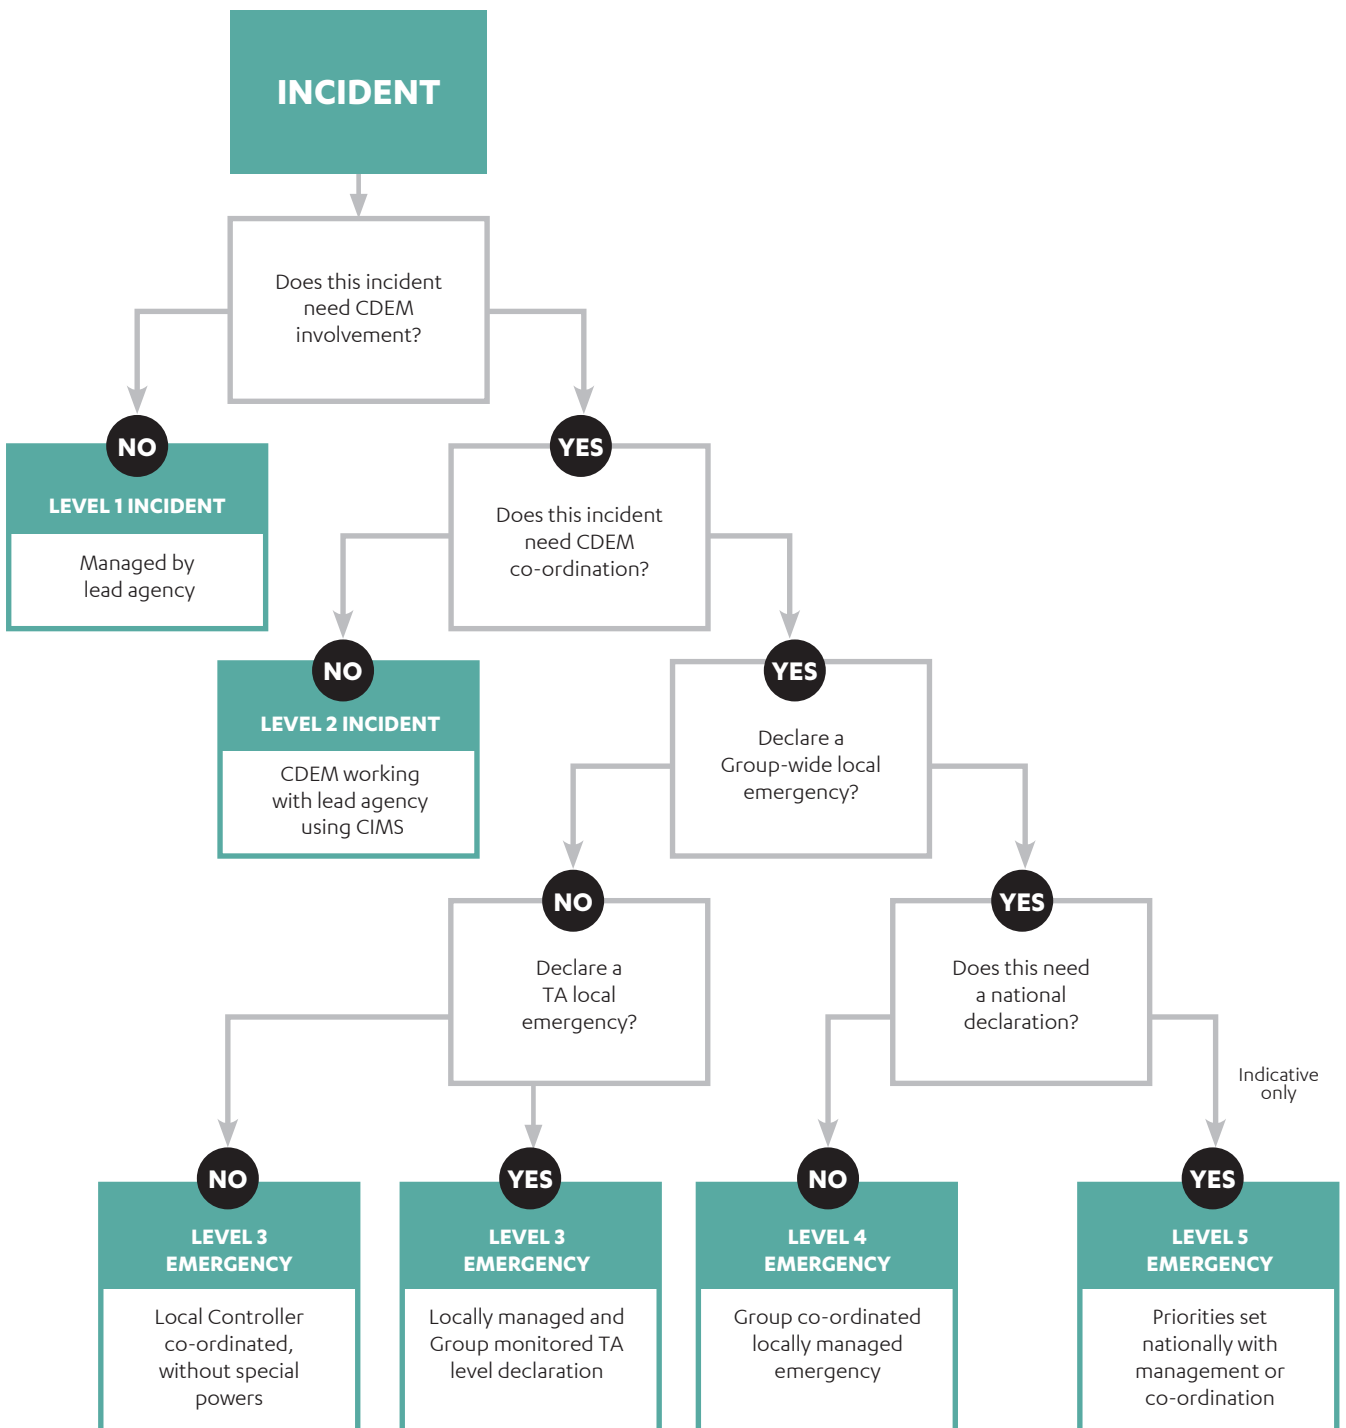 INCIDENT
Does this incident
need CDEM
involvement?
NO
LEVEL 1 INCIDENT
Managed by
lead agency
YES
Does this incident
need CDEM
co-ordination?
NO
LEVEL 2 INCIDENT
CDEM working
with lead agency
using CIMS
YES
Declare a
Group-wide local
emergency?
NO
Declare a
TA local
emergency?
YES
Does this need
a national
declaration?
Indicative
only
NO
LEVEL 3
EMERGENCY
Local Controller
co-ordinated,
without special
powers
YES
LEVEL 3
EMERGENCY
Locally managed and
Group monitored TA
level declaration
NO
LEVEL 4
EMERGENCY
Group co-ordinated
locally managed
emergency
YES
LEVEL 5
EMERGENCY
Priorities set
nationally with
management or
co-ordination